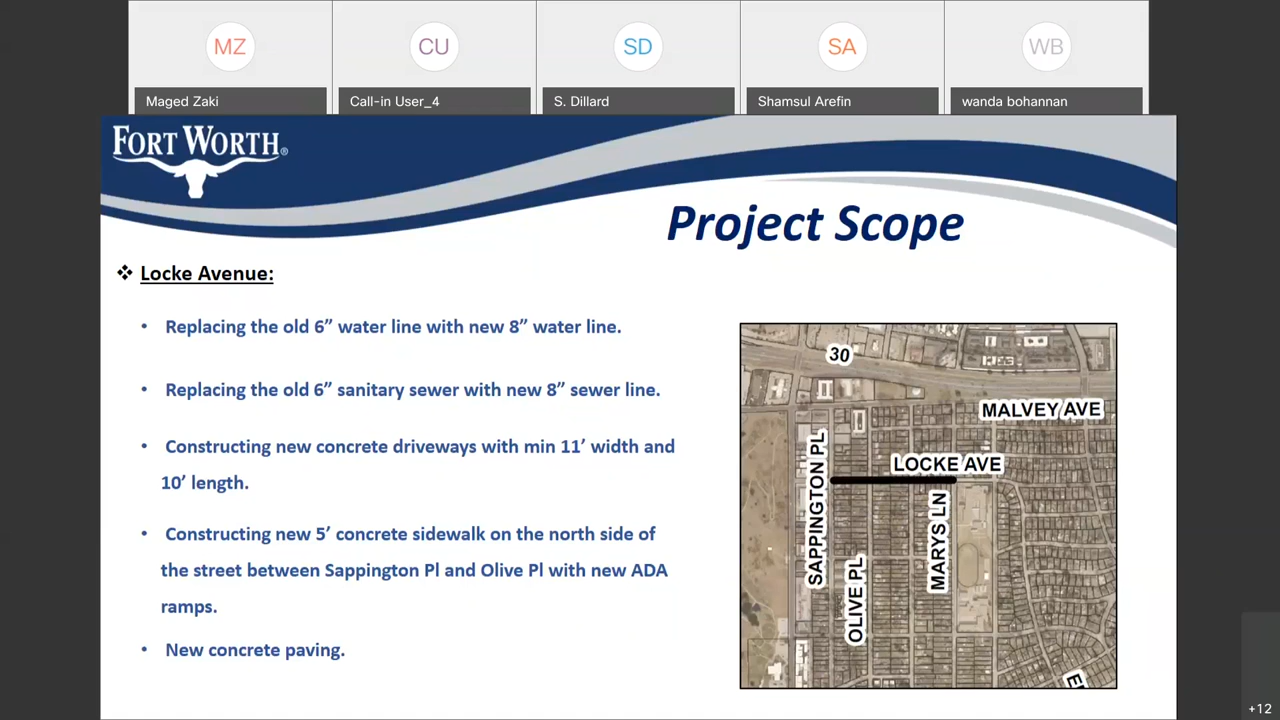 MZ
CU
SD
SA
WB
Maged Zaki
Call-in User_4
S. Dillard
Shamsul Arefin
wanda bohannan
FORT WORTH®
Project Scope
❖ Locke Avenue:
• Replacing the old 6” water line with new 8” water line.
• Replacing the old 6” sanitary sewer with new 8” sewer line.
• Constructing new concrete driveways with min 11’ width and
10’ length.
• Constructing new 5’ concrete sidewalk on the north side of
the street between Sappington Pl and Olive Pl with new ADA
ramps.
• New concrete paving.
30
MALVEY AVE
LOCKE AVE
SAPPINGTON PL
MARYS LN
OLIVE PL
+12